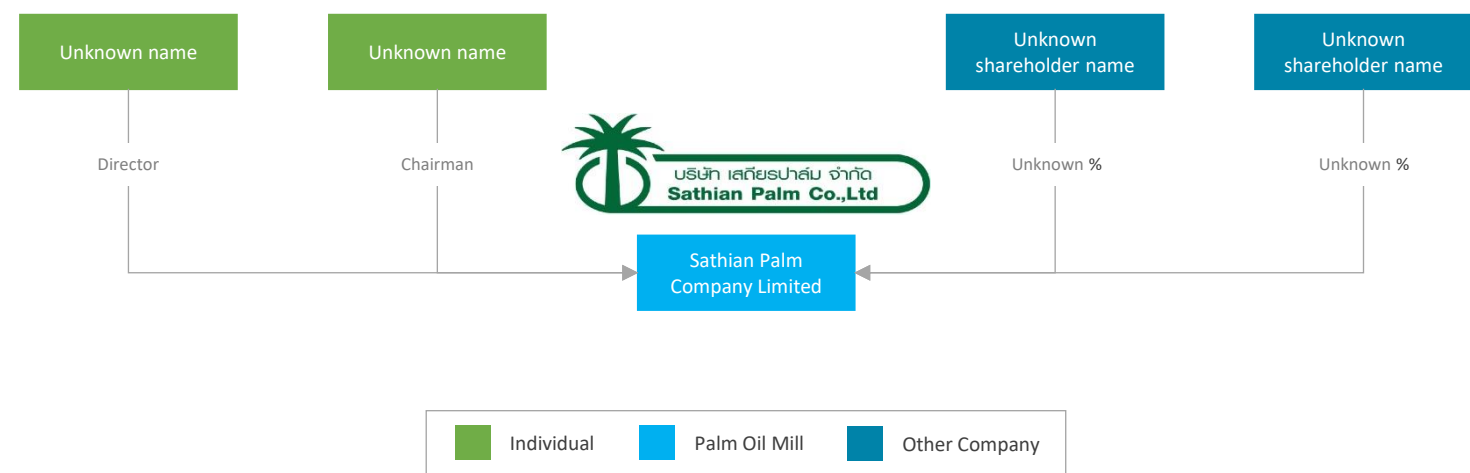 Unknown name
Unknown name
Unknown
shareholder name
Unknown
shareholder name
Director
Chairman
Unknown %
Unknown %
บริษัท เสถียรปาล์ม จำกัด
Sathian Palm Co.,Ltd
Sathian Palm
Company Limited
Individual
Palm Oil Mill
Other Company